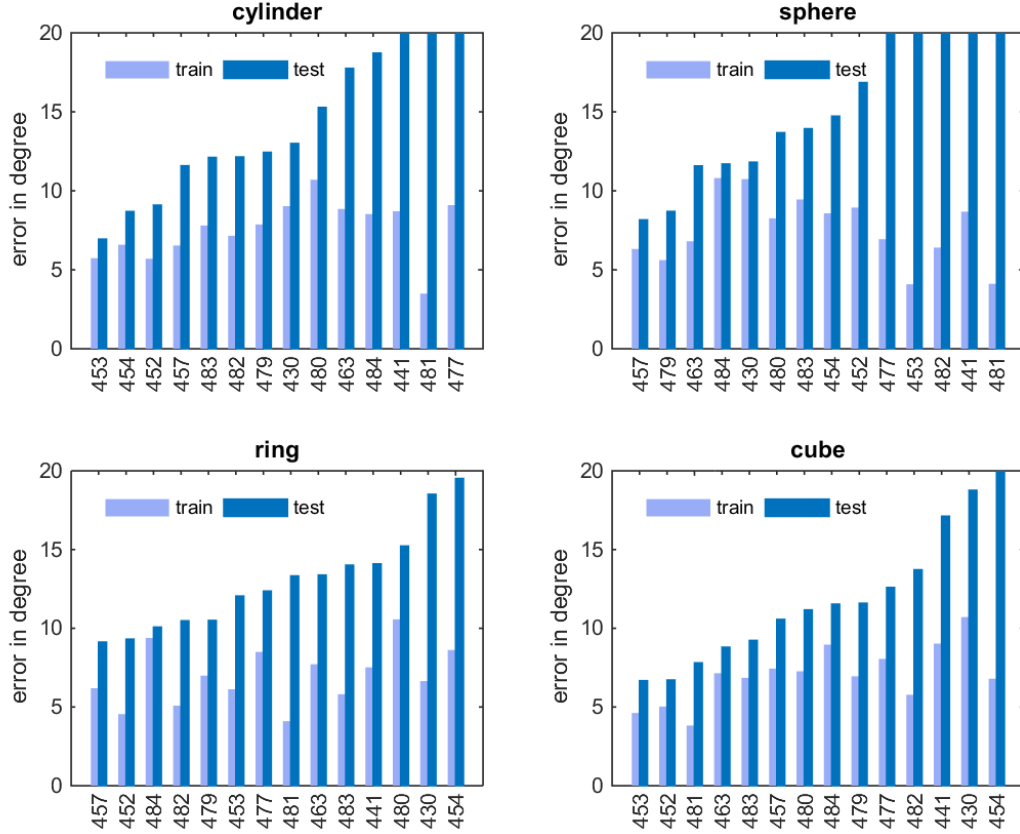 cylinder
20
15
10
5
0
error in degree
train test
453 454 452 457 483 482 479 430 480 463 484 441 481 477
sphere
20
15
10
5
0
error in degree
train test
457 479 463 484 430 480 483 454 452 477 453 482 441 481
ring
20
15
10
5
0
error in degree
train test
457 452 484 482 479 453 477 481 463 483 441 480 430 454
cube
20
15
10
5
0
error in degree
train test
453 452 481 463 483 457 480 484 479 477 482 441 430 454